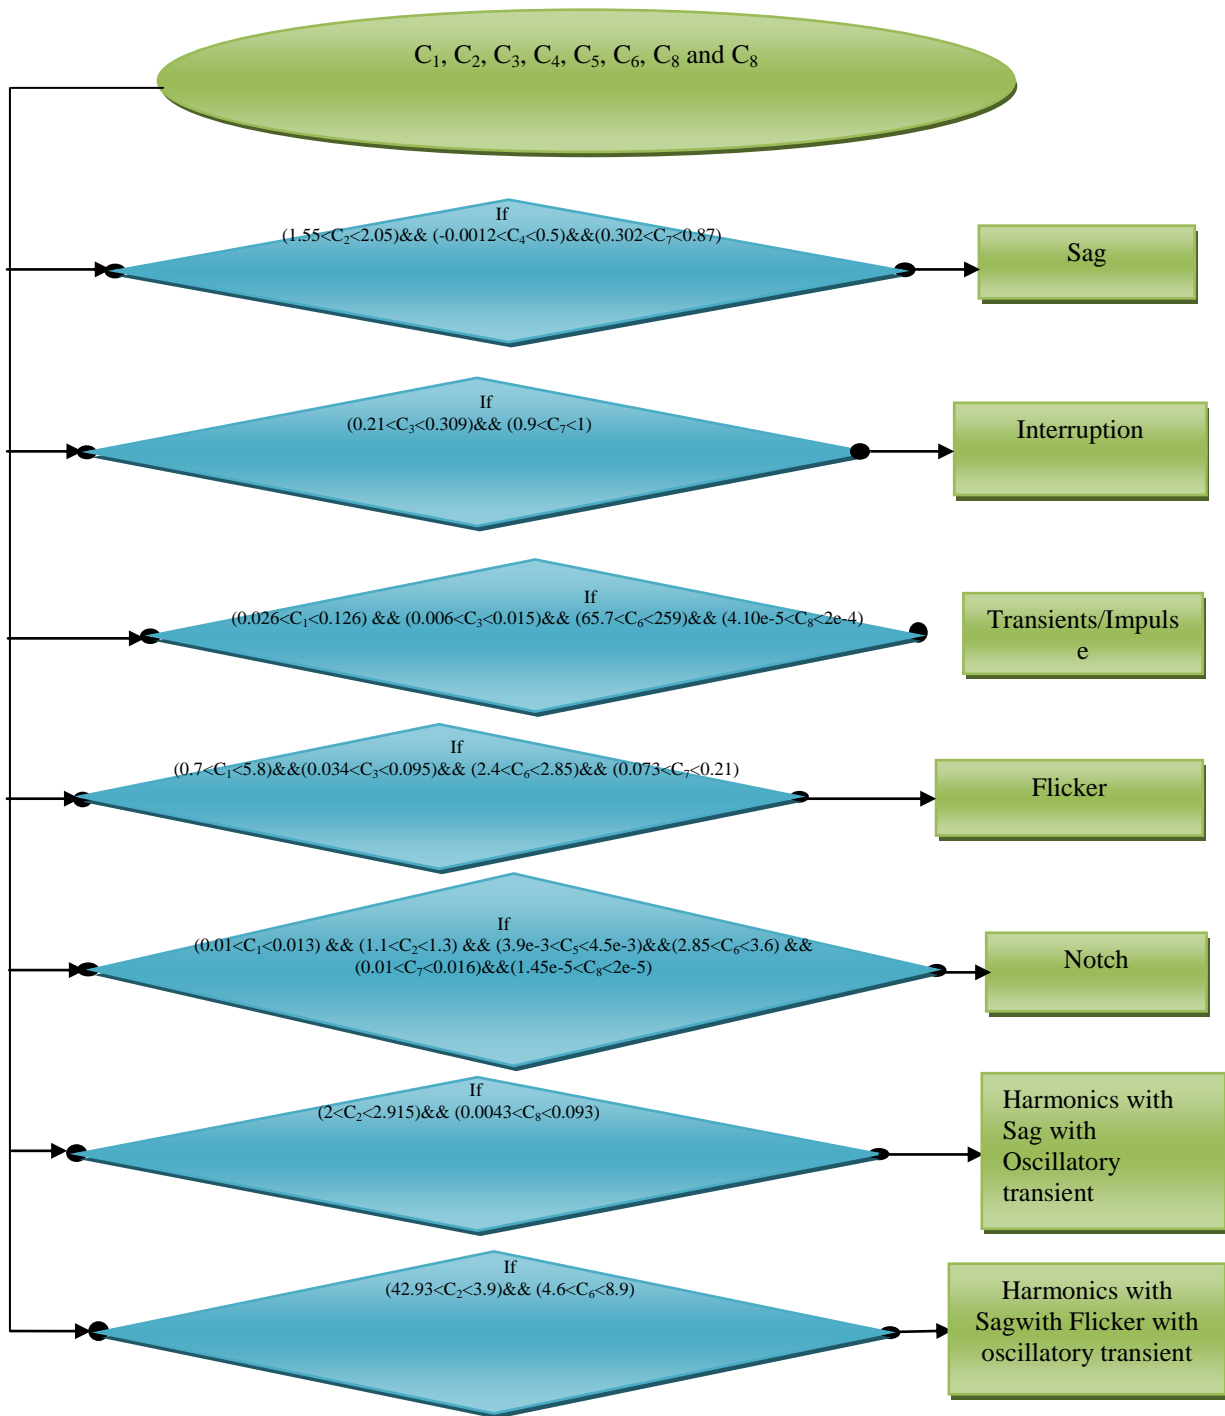 C₁, C₂, C₃, C₄, C₅, C₆, C₈ and C₈
If
(1.55<C₂<2.05)&& (-0.0012<C₄<0.5)&&(0.302<C₇<0.87)
Sag
If
(0.21<C₃<0.309)&& (0.9<C₇<1)
Interruption
If
(0.026<C₁<0.126) && (0.006<C₃<0.015)&& (65.7<C₆<259)&& (4.10e-5<C₈<2e-4)
Transients/Impuls
e
If
(0.7<C₁<5.8)&&(0.034<C₃<0.095)&& (2.4<C₆<2.85)&& (0.073<C₇<0.21)
Flicker
If
(0.01<C₁<0.013) && (1.1<C₂<1.3) && (3.9e-3<C₅<4.5e-3)&&(2.85<C₆<3.6) &&
(0.01<C₇<0.016)&&(1.45e-5<C₈<2e-5)
Notch
If
(2<C₂<2.915)&& (0.0043<C₈<0.093)
Harmonics with
Sag with
Oscillatory
transient
If
(42.93<C₂<3.9)&& (4.6<C₆<8.9)
Harmonics with
Sagwith Flicker with
oscillatory transient